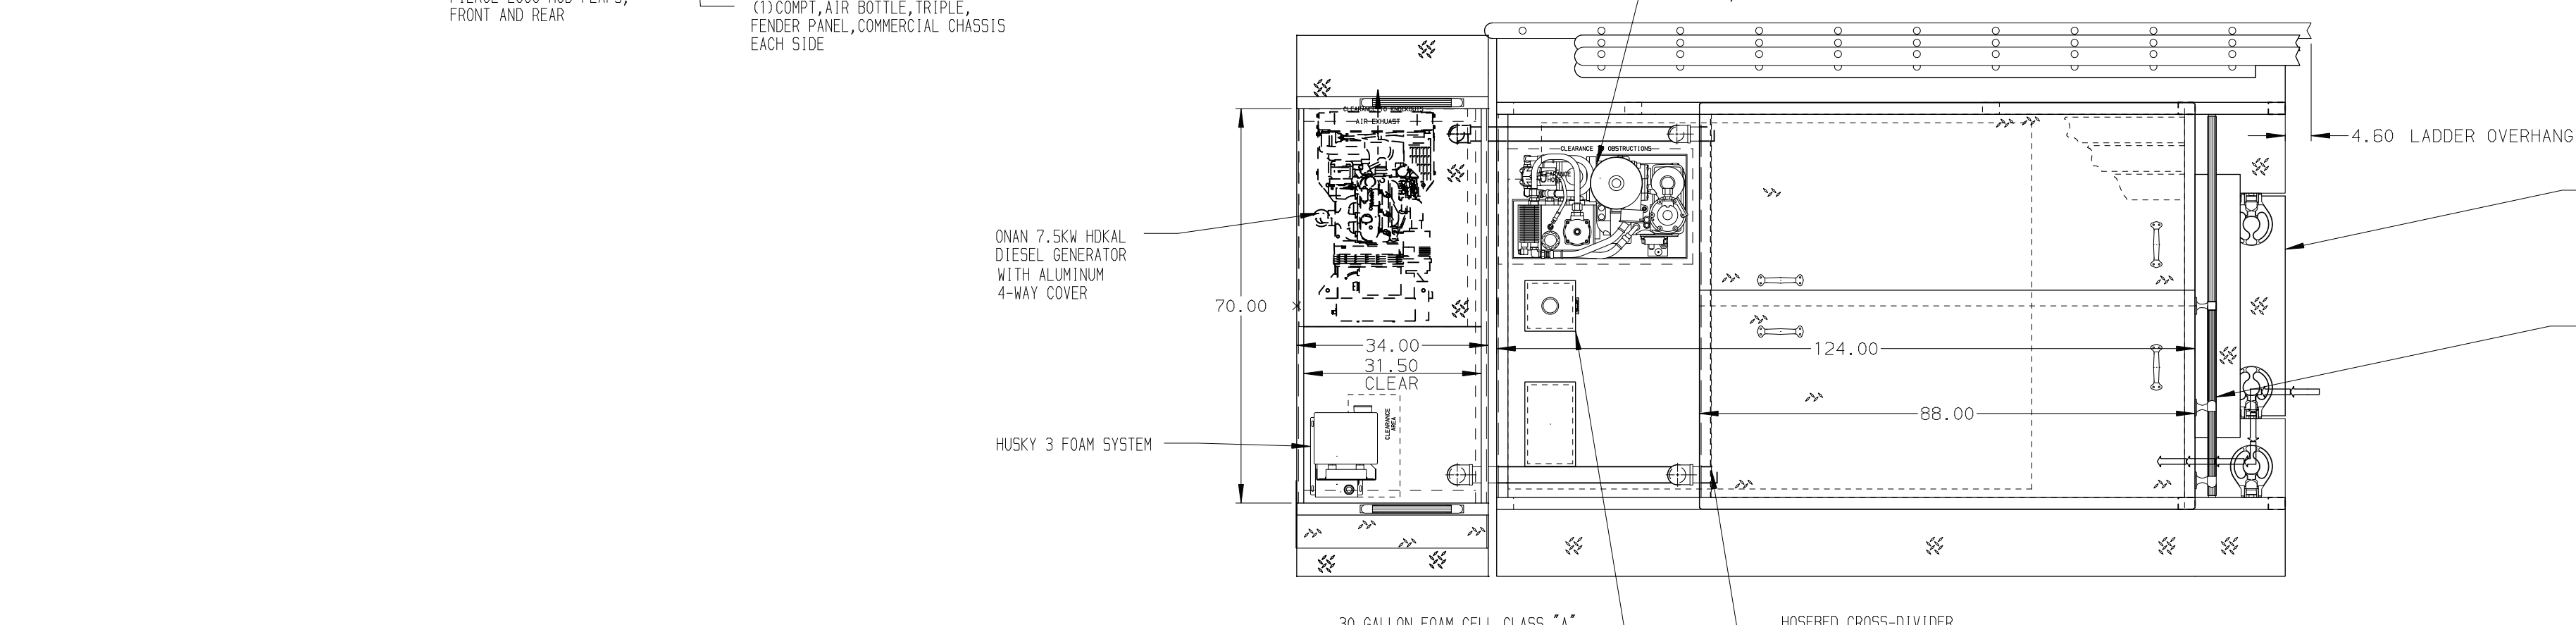 FRONT AND REAR
(1)COMPT,AIR BOTTLE,TRIPLE,
FENDER PANEL,COMMERCIAL CHASSIS
EACH SIDE
CLEARANCE TO KNOCKOUTS
AIR EXHUAST
4.60 LADDER OVERHANG
CLEARANCE
OBSTRUCTIONS
ONAN 7.5KW HDKAL
DIESEL GENERATOR
WITH ALUMINUM
4-WAY COVER
70.00
34.00
31.50
CLEAR
124.00
88.00
CLEARANCE
AREA
HUSKY 3 FOAM SYSTEM
30 GALLON FOAM CELL CLASS "A"
HOSEBED CROSS-DIVIDER